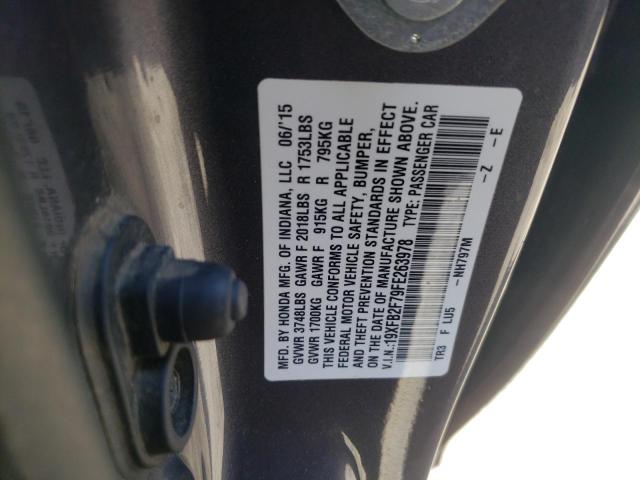 MFD. BY HONDA MFG. OF INDIANA, LLC 06/'15
GVWR 3748LBS GAWR F 2018LBS R 1753LBS
GVWR 1700KG GAWR F 915KG R 795KG
THIS VEHICLE CONFORMS TO ALL APPLICABLE
FEDERAL MOTOR VEHICLE SAFETY, BUMPER,
AND THEFT PREVENTION STANDARDS IN EFFECT
ON THE DATE OF MANUFACTURE SHOWN ABOVE.
V.I.N.:19XFB2F79FE263978 TYPE: PASSENGER CAR
TR3 F LU5 -NH797M -Z -E